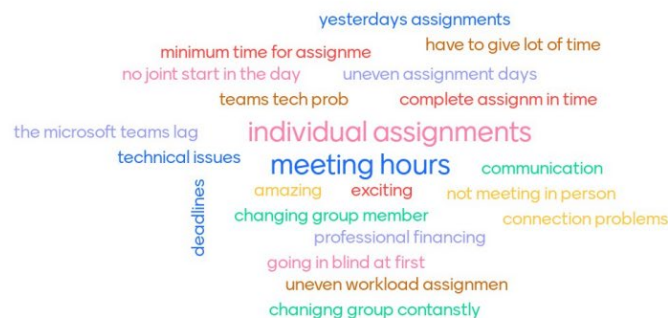 yesterdays assignments
have to give lot of time
minimum time for assignme
no joint start in the day
uneven assignment days
teams tech prob
complete assignm in time
the microsoft teams lag
individual assignments
technical issues
meeting hours
communication
deadlines
amazing
exciting
not meeting in person
changing group member
connection problems
professional financing
going in blind at first
uneven workload assignmen
chanigng group contanstly